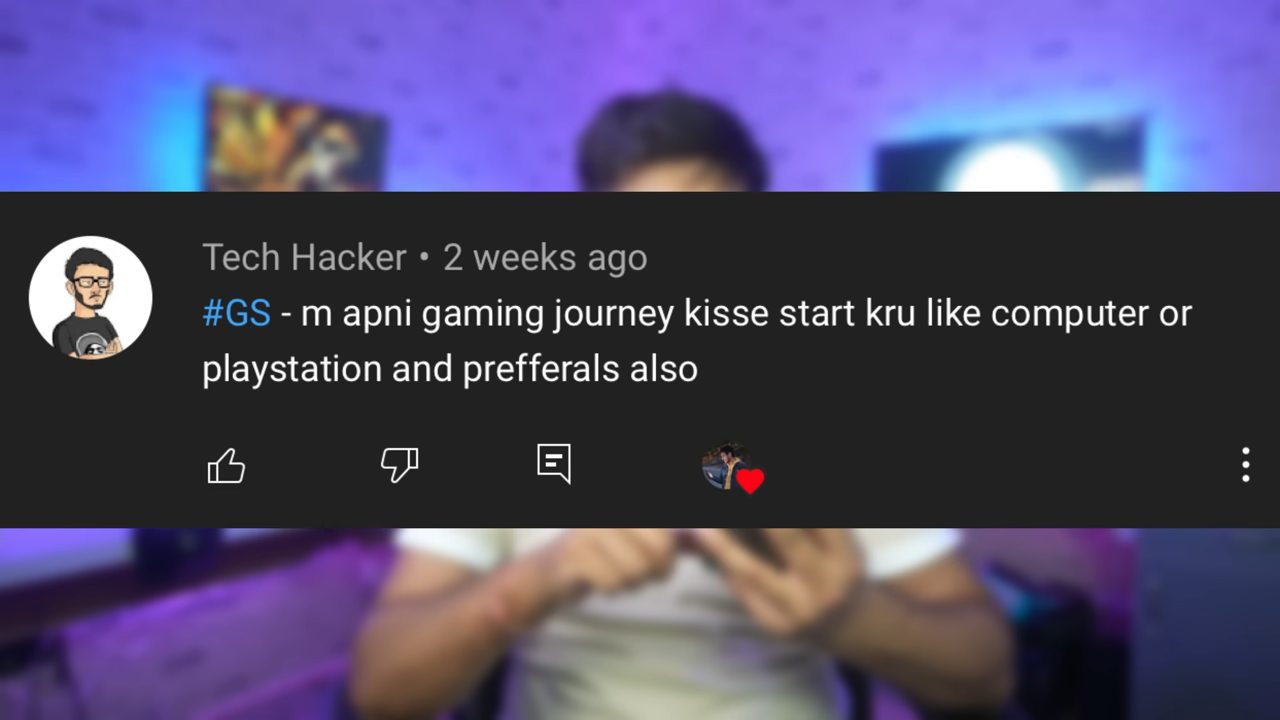 Tech Hacker • 2 weeks ago
#GS - m apni gaming journey kisse start kru like computer or
playstation and prefferals also